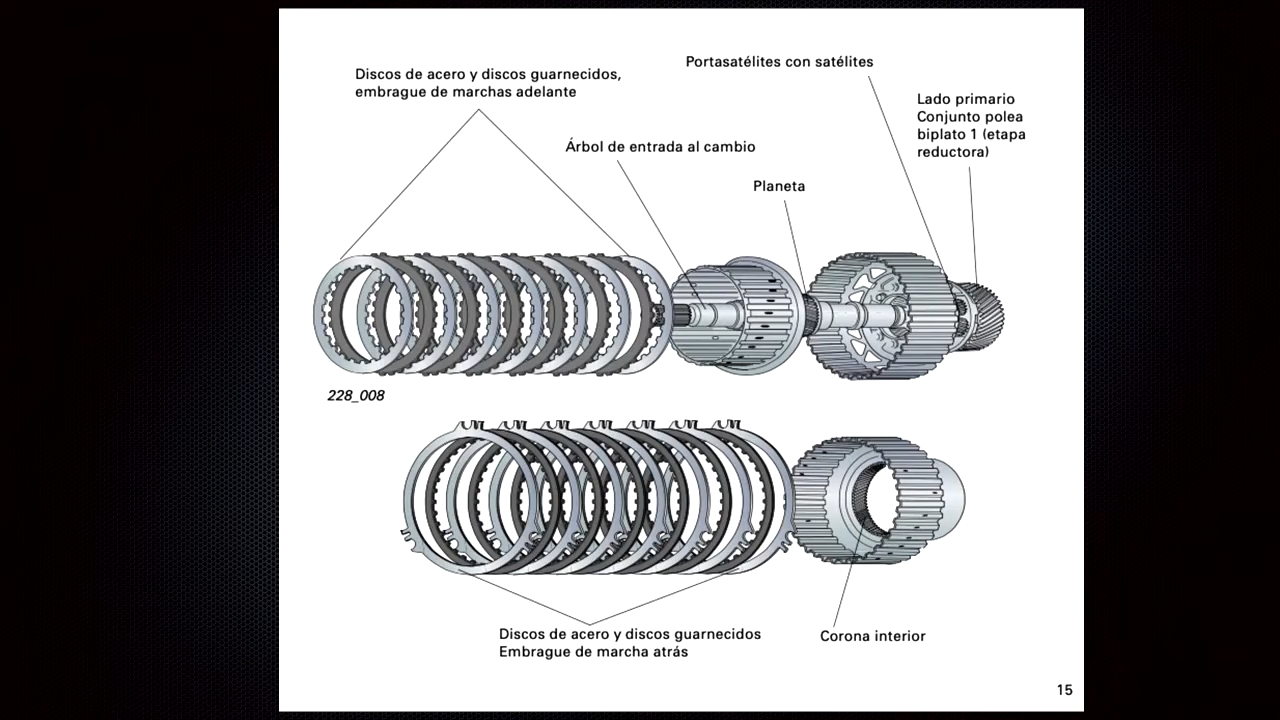 Portasatélites con satélites
Discos de acero y discos guarnecidos,
embrague de marchas adelante
Lado primario
Conjunto polea
biplato 1 (etapa
reductora)
Árbol de entrada al cambio
Planeta
228_008
Discos de acero y discos guarnecidos
Embrague de marcha atrás
Corona interior
15